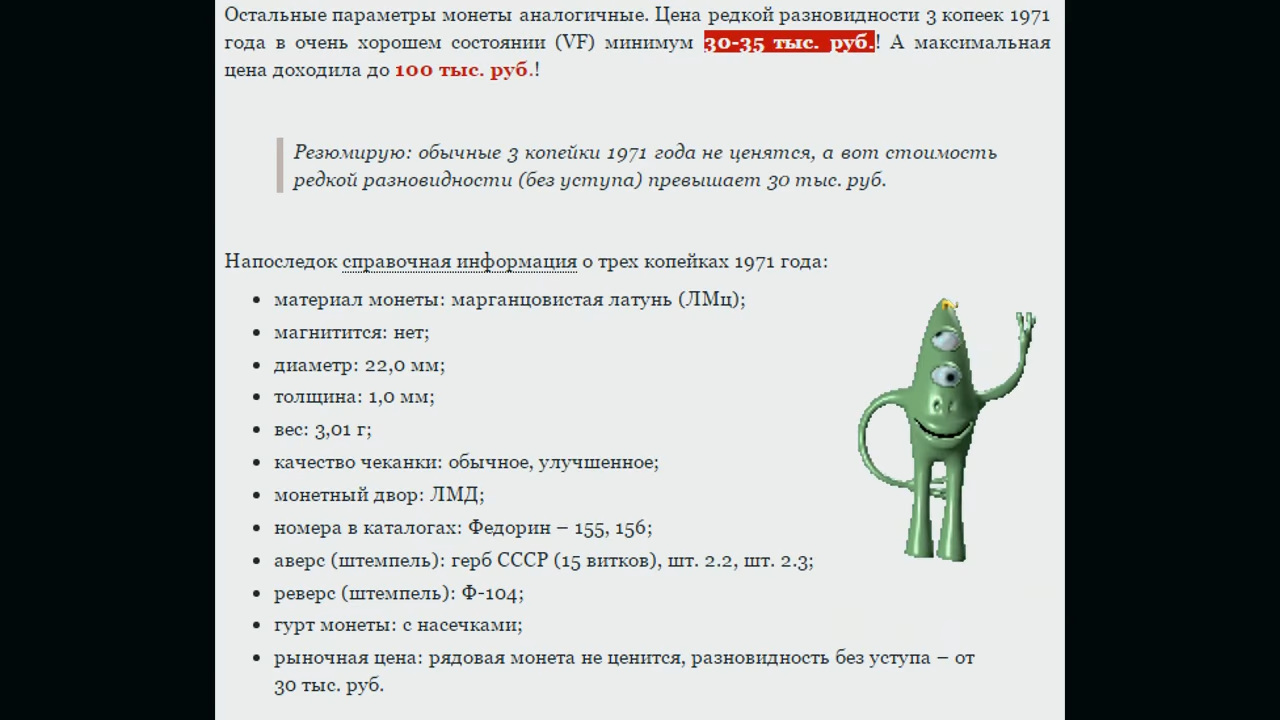 Остальные параметры монеты аналогичные. Цена редкой разновидности 3 копеек 1971
года в очень хорошем состоянии (VF) минимум 30-35 тыс. руб.! А максимальная
цена доходила до 100 тыс. руб.!
Резюмирую: обычные 3 копейки 1971 года не ценятся, а вот стоимость
редкой разновидности (без уступа) превышает 30 тыс. руб.
Напоследок справочная информация о трех копейках 1971 года:
• материал монеты: марганцовистая латунь (ЛМц);
• магнитится: нет;
• диаметр: 22,0 мм;
• толщина: 1,0 мм;
• вес: 3,01 г;
• качество чеканки: обычное, улучшенное;
• монетный двор: ЛМД;
• номера в каталогах: Федорин – 155, 156;
• аверс (штемпель): герб СССР (15 витков), шт. 2.2, шт. 2.3;
• реверс (штемпель): Ф-104;
• гурт монеты: с насечками;
• рыночная цена: рядовая монета не ценится, разновидность без уступа – от
30 тыс. руб.